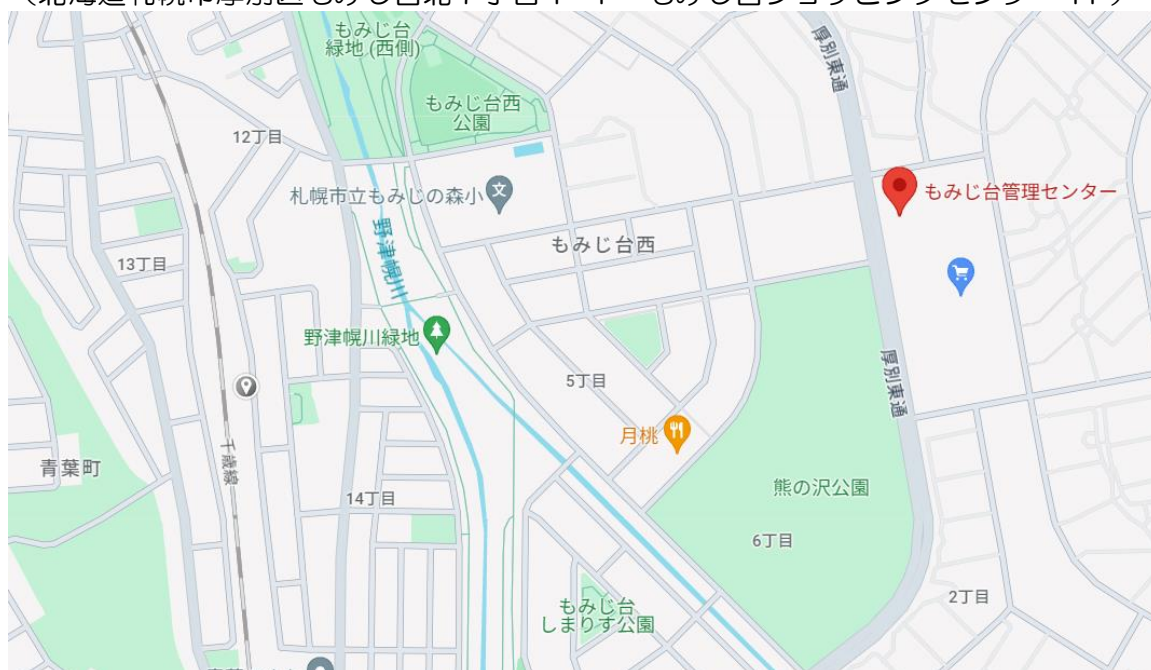 もみじ台
緑地 (西側)
厚別東通
もみじ台西
公園
12丁目
もみじ台管理センター
札幌市立もみじの森小
文
もみじ台西
野津幌川
13丁目
野津幌川緑地
厚別東通
5丁目
月桃
千歳線
青葉町
熊の沢公園
14丁目
6丁目
2丁目
もみじ台
しまりす公園